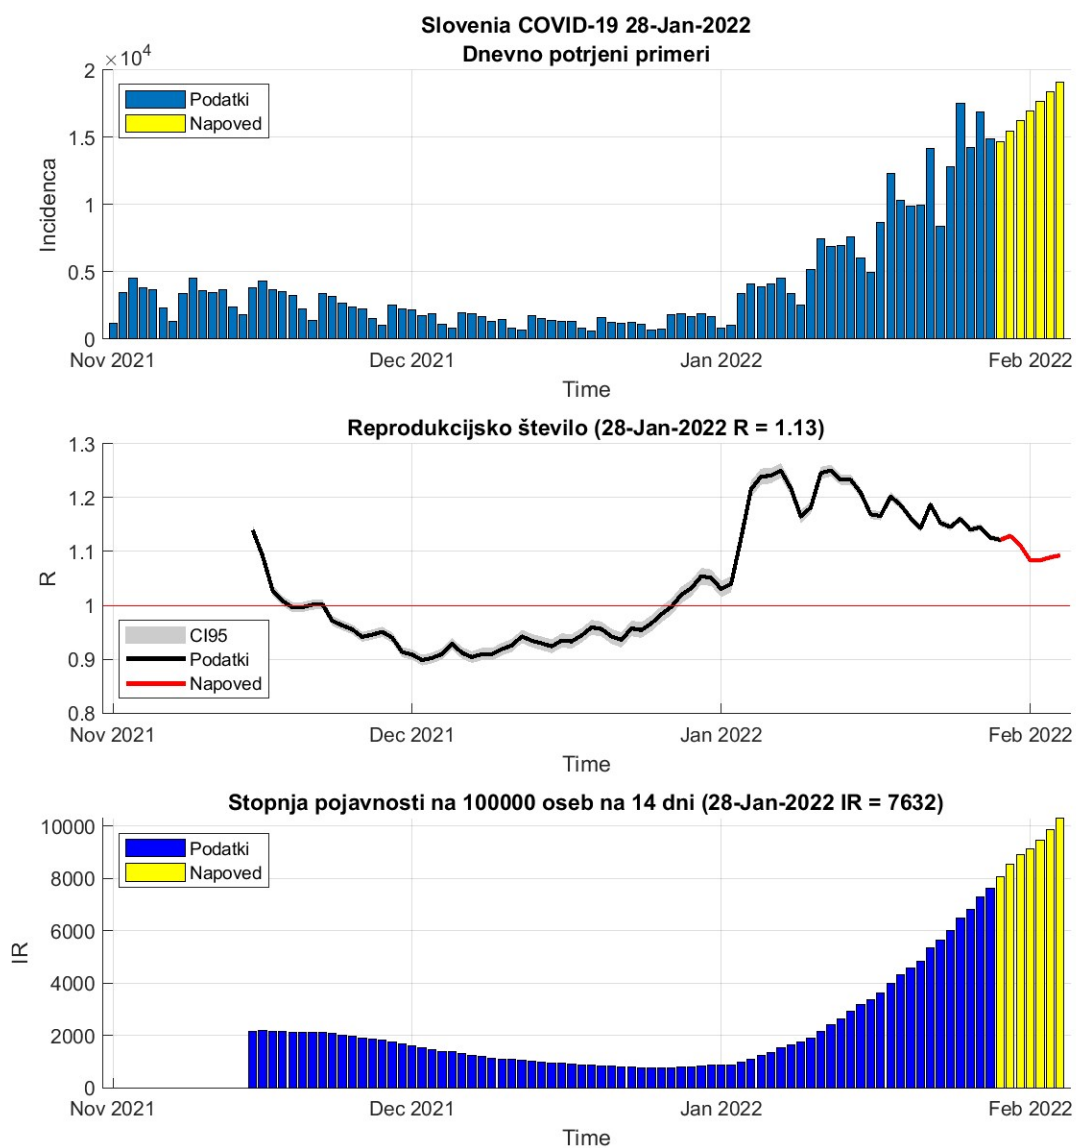 Slovenia COVID-19 28-Jan-2022
Dnevno potrjeni primeri
×10⁴
2
1.5
1
0.5
0
Incidenca
Podatki
Napoved
Nov 2021 Dec 2021 Jan 2022 Feb 2022
Time
Reprodukcijsko število (28-Jan-2022 R = 1.13)
1.3
1.2
1.1
1
0.9
0.8
R
CI95
Podatki
Napoved
Nov 2021 Dec 2021 Jan 2022 Feb 2022
Time
Stopnja pojavnosti na 100000 oseb na 14 dni (28-Jan-2022 IR = 7632)
10000
8000
6000
4000
2000
0
IR
Podatki
Napoved
Nov 2021 Dec 2021 Jan 2022 Feb 2022
Time